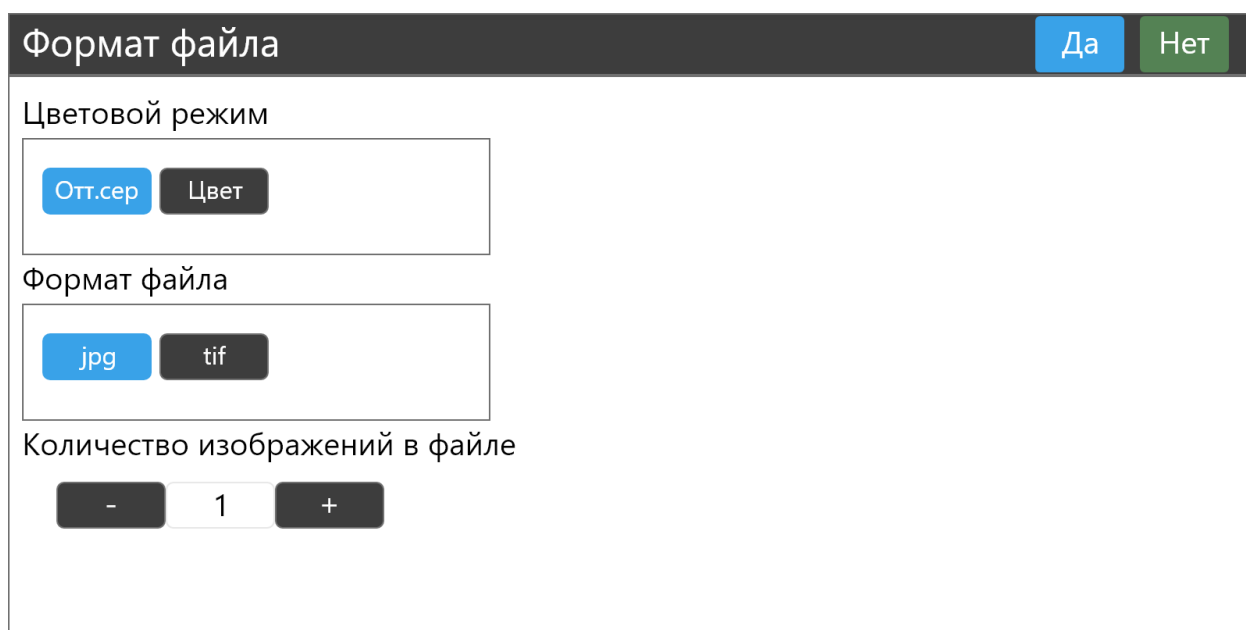 Формат файла Да Нет
Цветовой режим
Отт.сер Цвет
Формат файла
jpg tif
Количество изображений в файле
- 1 +